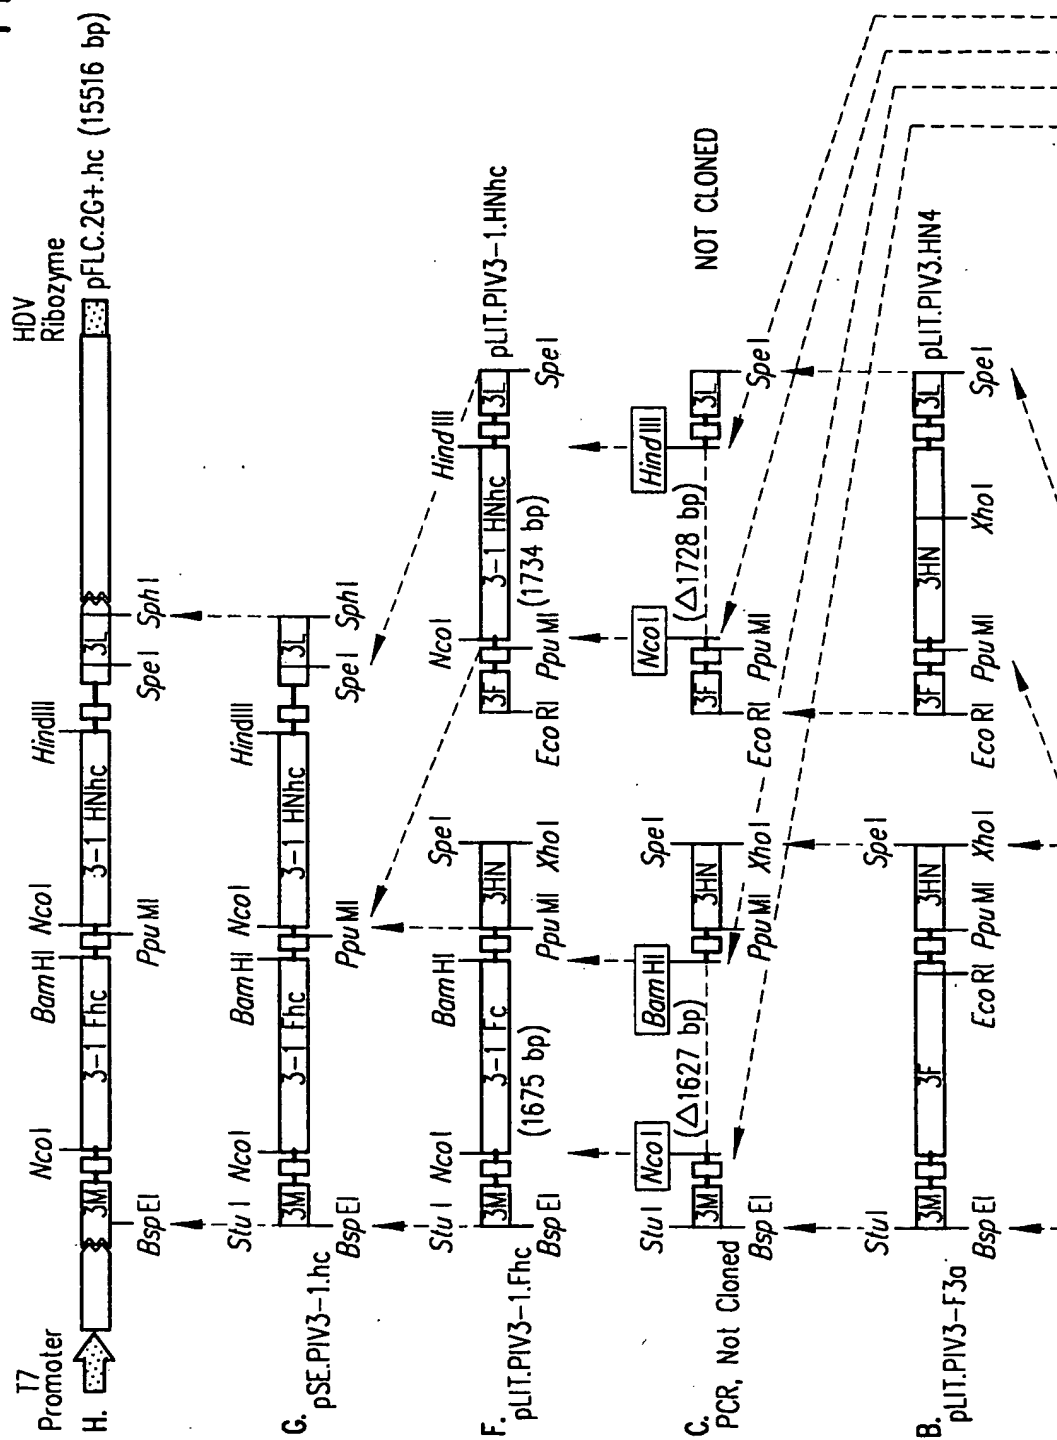 T7
Promoter
HDV
Ribozyme
H.
pFLC.2G+.hc (15516 bp)
NcoI
BamHI
NcoI
HindIII
3M
3-1 Fhc
3-1 HNhc
3L
BspEI
PpuMI
SpeI
SphI
G.
pSE.PIV3-1.hc
StuI
NcoI
BamHI
NcoI
HindIII
3M
3-1 Fhc
3-1 HNhc
3L
BspEI
PpuMI
SpeI
SphI
F.
pLIT.PIV3-1.Fhc
StuI
NcoI
BamHI
SpeI
3M
3-1 Fc
3HN
(1675 bp)
BspEI
PpuMI
XhoI
NcoI
HindIII
3F
3-1 HNhc
3L
(1734 bp)
EcoRI
PpuMI
SpeI
pLIT.PIV3-1.HNhc
C.
PCR, Not Cloned
StuI
NcoI
BamHI
SpeI
3M
(△1627 bp)
3HN
BspEI
PpuMI
XhoI
NcoI
HindIII
3F
(△1728 bp)
3L
EcoRI
PpuMI
SpeI
NOT CLONED
B.
pLIT.PIV3-F3a
StuI
SpeI
3M
3F
3HN
BspEI
EcoRI
PpuMI
XhoI
3F
3HN
3L
EcoRI
PpuMI
XhoI
SpeI
pLIT.PIV3.HN4